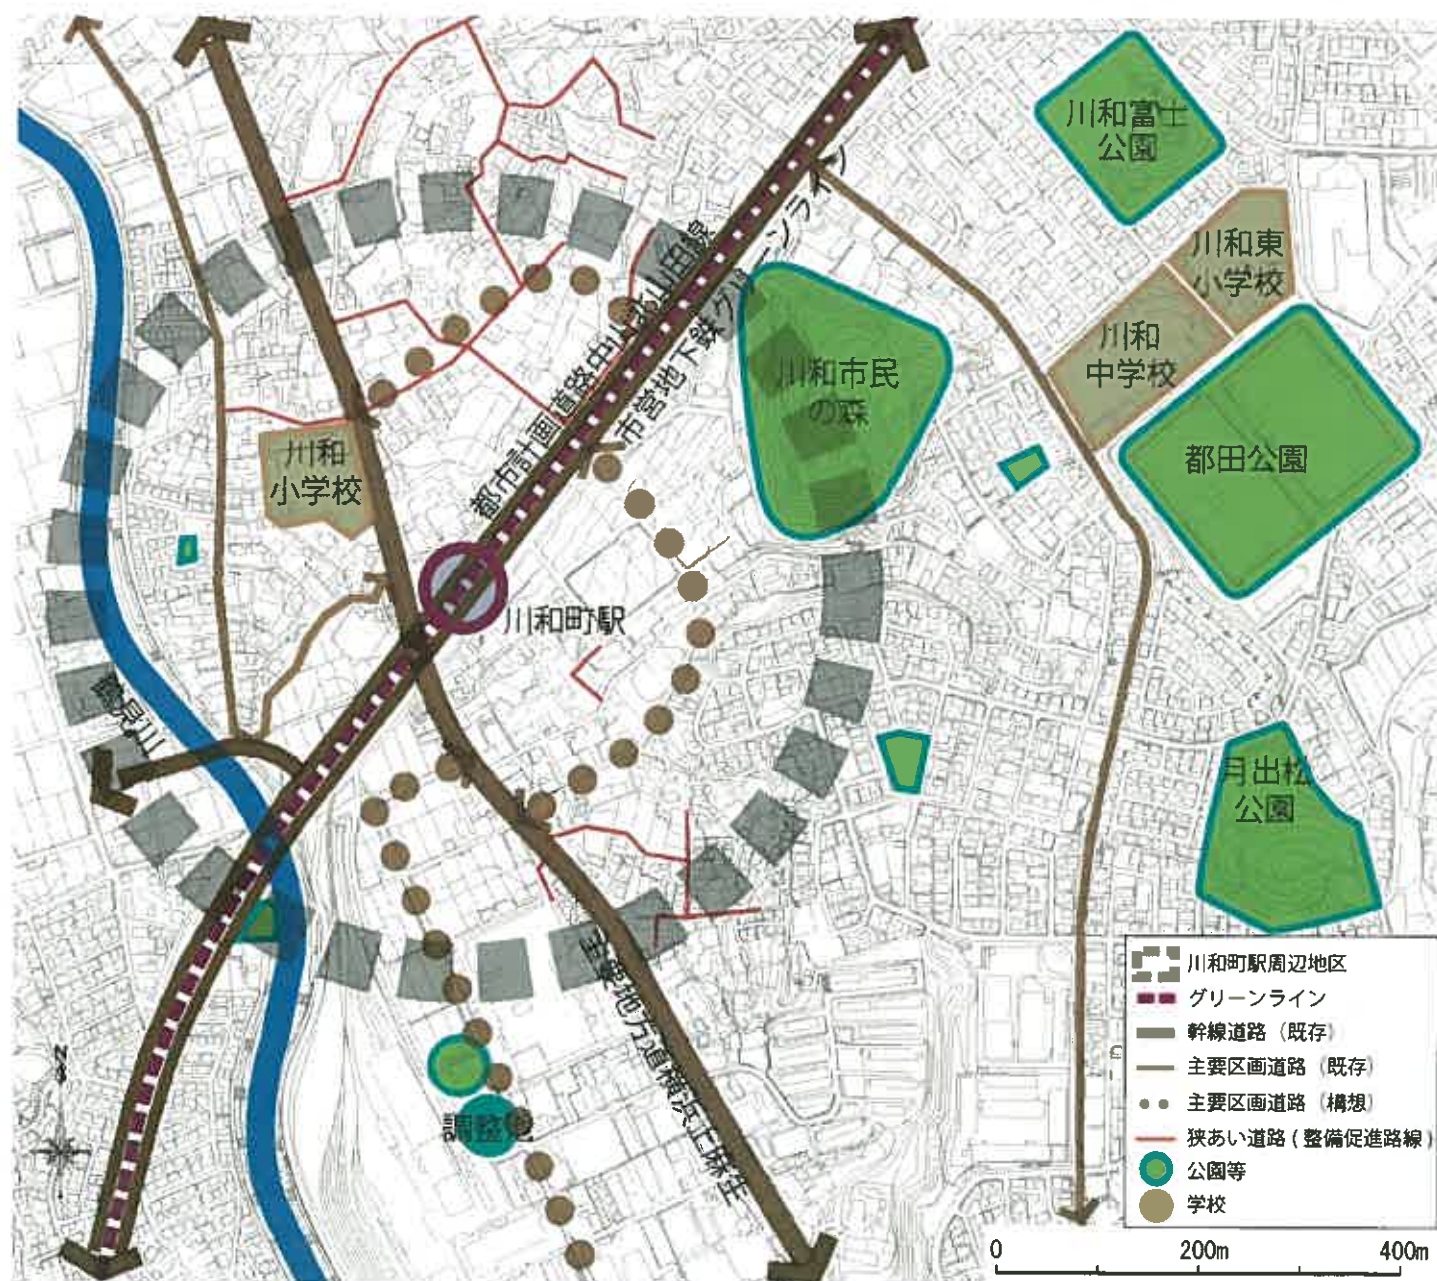 川和富士
公園
川和東
小学校
川和
中学校
都田公園
川和市民
の森
都市計画道路中山北山田線
市営地下鉄グリーンライン
川和
小学校
川和町駅
鶴見川
月出松
公園
主要地方道横浜上麻生
調整池
川和町駅周辺地区
グリーンライン
幹線道路（既存）
主要区画道路（既存）
主要区画道路（構想）
狭あい道路(整備促進路線)
公園等
学校
0 200m 400m